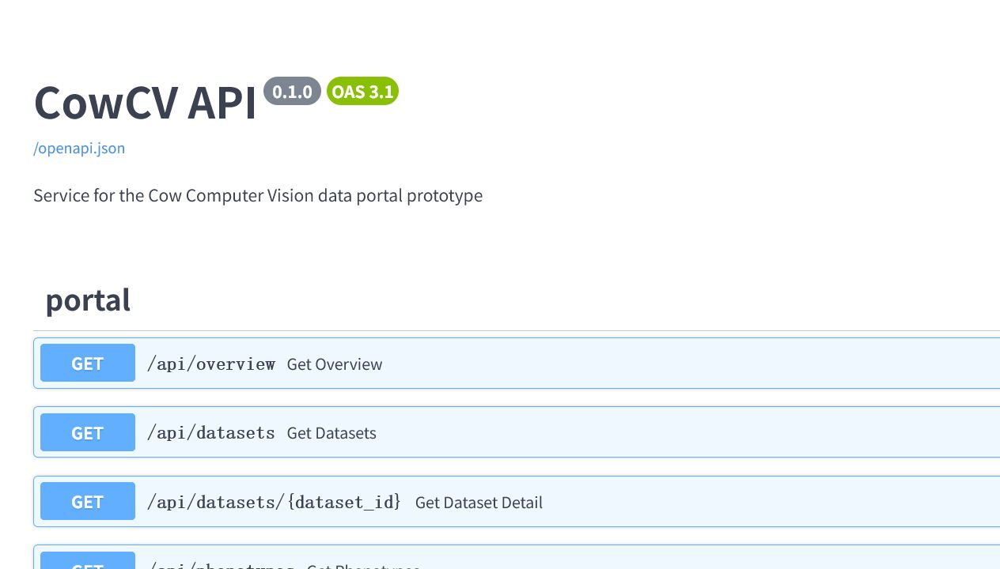 CowCV API 0.1.0 OAS 3.1
/openapi.json
Service for the Cow Computer Vision data portal prototype
portal
GET /api/overview Get Overview
GET /api/datasets Get Datasets
GET /api/datasets/{dataset_id} Get Dataset Detail
GET /api/phenotypes Get Phenotypes